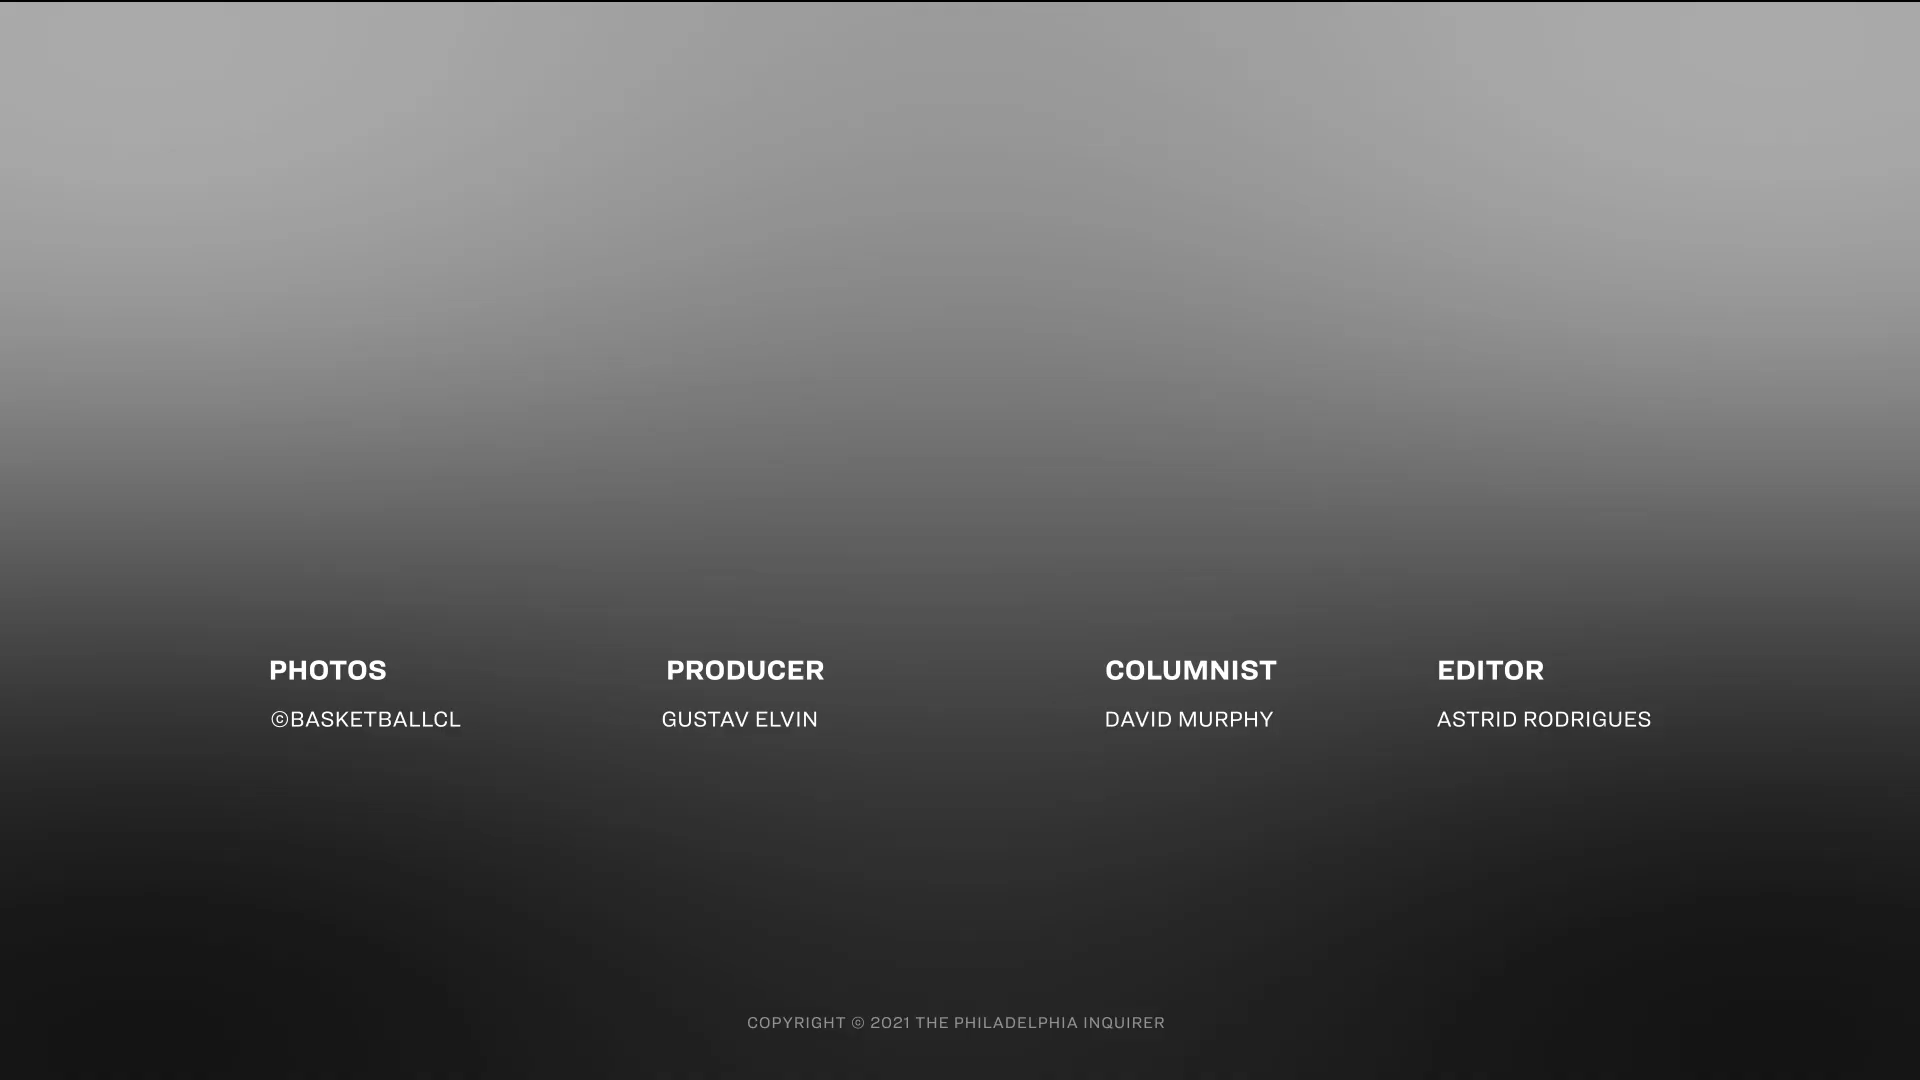 PHOTOS PRODUCER COLUMNIST EDITOR
©BASKETBALLCL GUSTAV ELVIN DAVID MURPHY ASTRID RODRIGUES
COPYRIGHT © 2021 THE PHILADELPHIA INQUIRER